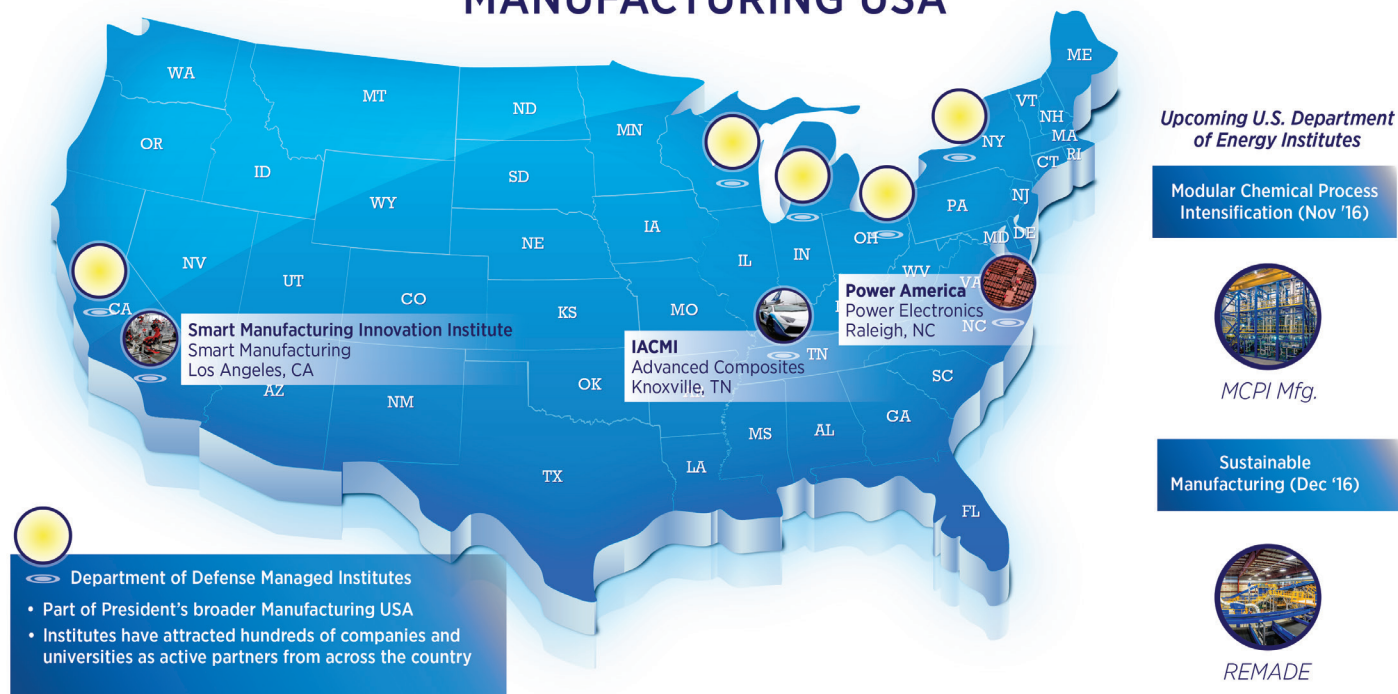 MANUFACTURING USA
WA
MT
ND
MN
ME
VT
NH
NY
MA
CT
RI
OR
ID
SD
WY
IA
NE
PA
NJ
OH
MD
DE
IL
IN
WV
VA
NV
UT
CO
CA
KS
MO
NC
TN
AZ
NM
OK
SC
MS
AL
GA
TX
LA
FL
Smart Manufacturing Innovation Institute
Smart Manufacturing
Los Angeles, CA
IACMI
Advanced Composites
Knoxville, TN
Power America
Power Electronics
Raleigh, NC
Upcoming U.S. Department
of Energy Institutes
Modular Chemical Process
Intensification (Nov '16)
MCPI Mfg.
Sustainable
Manufacturing (Dec ‘16)
REMADE
Department of Defense Managed Institutes
• Part of President’s broader Manufacturing USA
• Institutes have attracted hundreds of companies and
universities as active partners from across the country